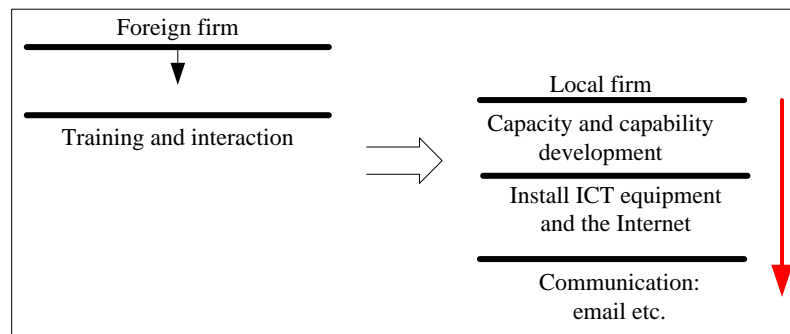 Foreign firm
Training and interaction
Local firm
Capacity and capability
development
Install ICT equipment
and the Internet
Communication:
email etc.